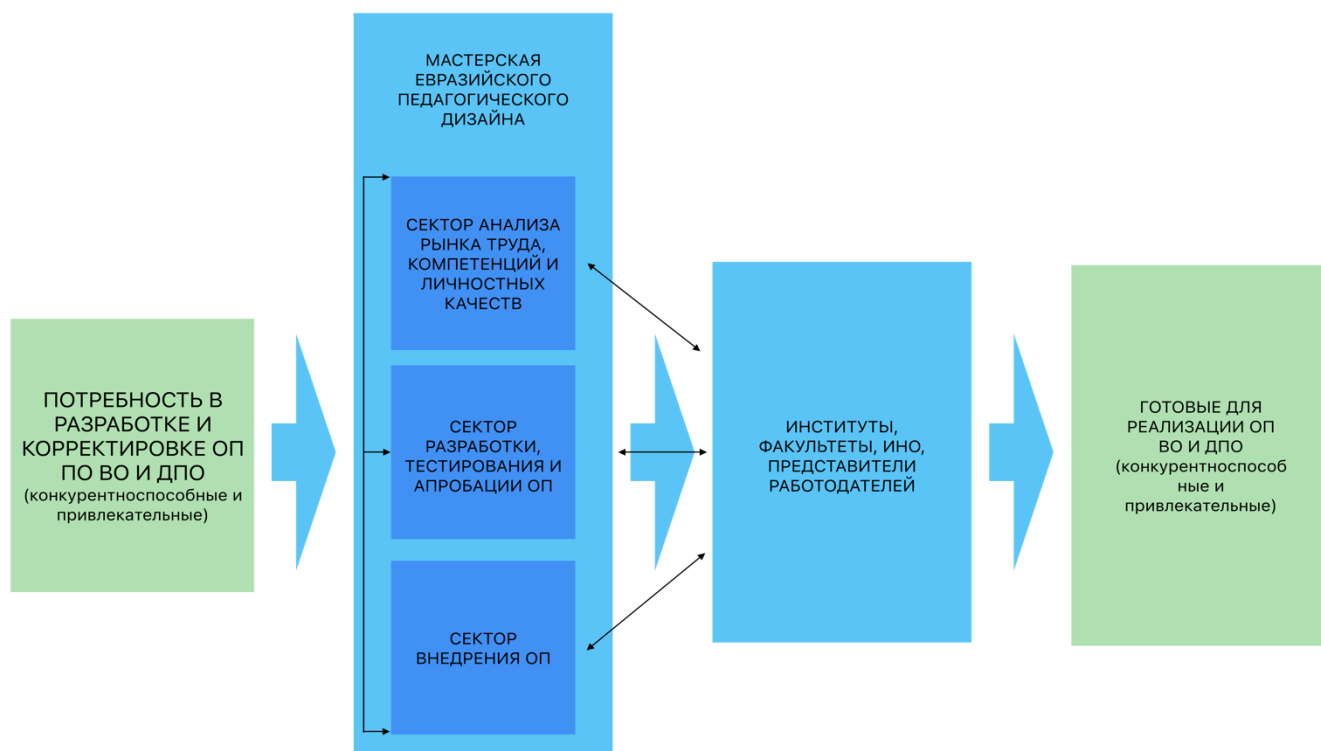 ПОТРЕБНОСТЬ В
РАЗРАБОТКЕ И
КОРРЕКТИРОВКЕ ОП
ПО ВО И ДПО
(конкурентноспособные и
привлекательные)
МАСТЕРСКАЯ
ЕВРАЗИЙСКОГО
ПЕДАГОГИЧЕСКОГО
ДИЗАЙНА
СЕКТОР АНАЛИЗА
РЫНКА ТРУДА,
КОМПЕТЕНЦИЙ И
ЛИЧНОСТНЫХ
КАЧЕСТВ
СЕКТОР
РАЗРАБОТКИ,
ТЕСТИРОВАНИЯ И
АПРОБАЦИИ ОП
СЕКТОР
ВНЕДРЕНИЯ ОП
ИНСТИТУТЫ,
ФАКУЛЬТЕТЫ, ИНО,
ПРЕДСТАВИТЕЛИ
РАБОТОДАТЕЛЕЙ
ГОТОВЫЕ ДЛЯ
РЕАЛИЗАЦИИ ОП
ВО И ДПО
(конкурентноспособ
ные и
привлекательные)